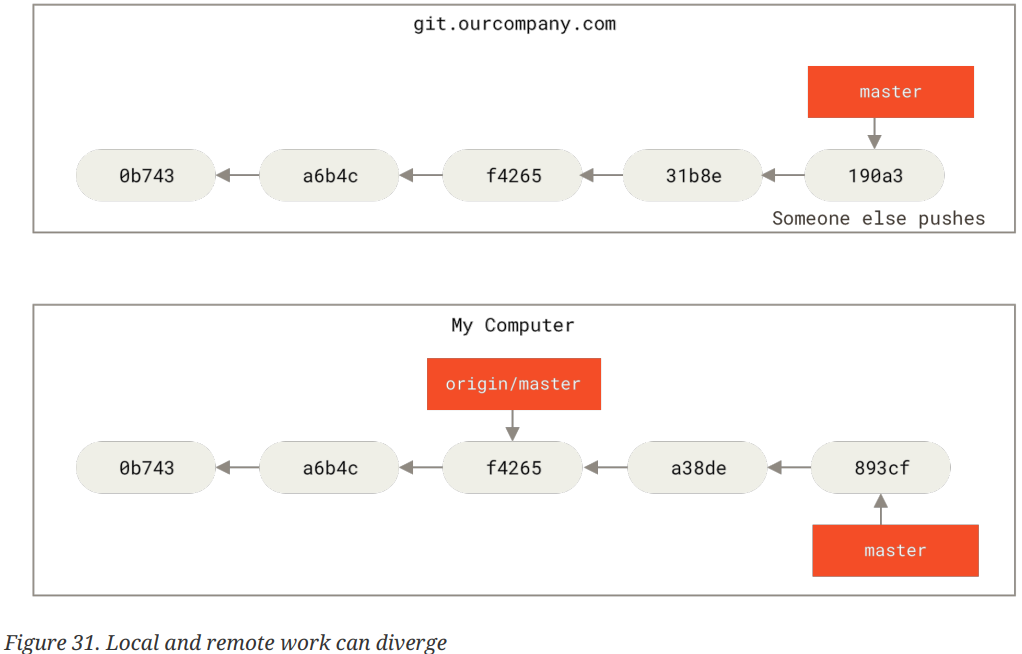 git.ourcompany.com
master
0b743 a6b4c f4265 31b8e 190a3
Someone else pushes
My Computer
origin/master
0b743 a6b4c f4265 a38de 893cf
master
Figure 31. Local and remote work can diverge